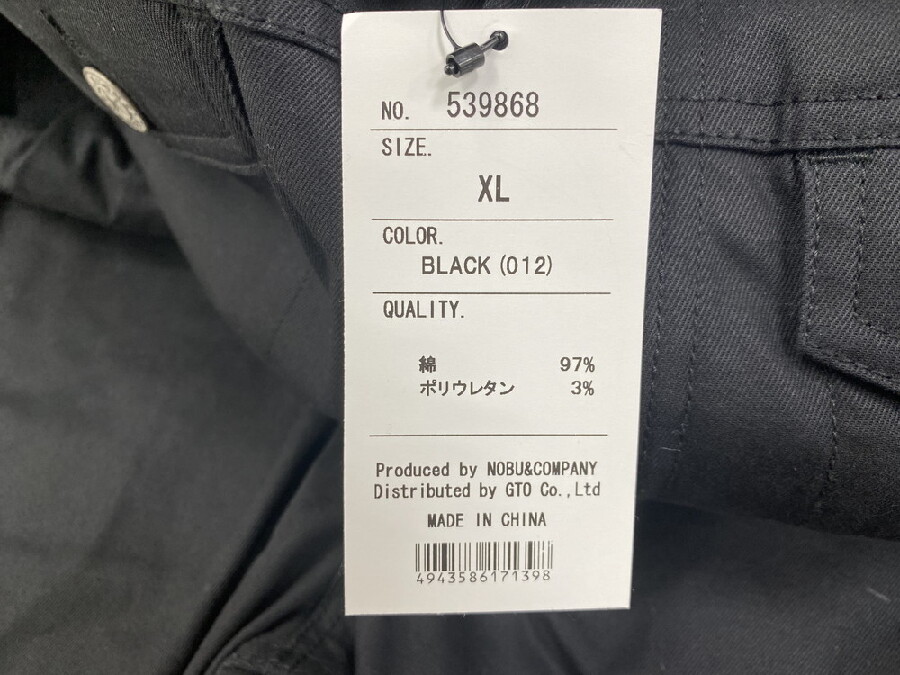 NO. 539868
SIZE.
XL
COLOR.
BLACK (012)
QUALITY.
綿 97%
ポリウレタン 3%
Produced by NOBU&COMPANY
Distributed by GTO Co.,Ltd
MADE IN CHINA
4943586171398